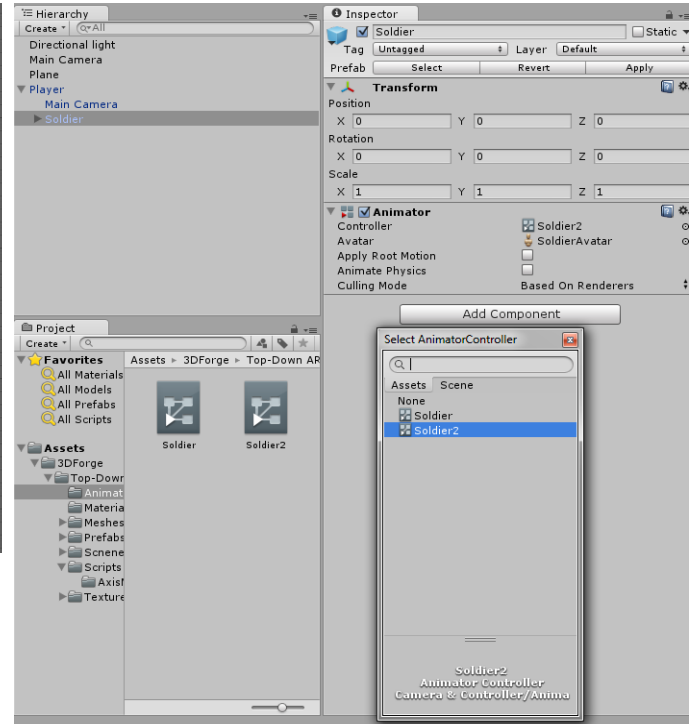 Hierarchy
Create
All
Directional light
Main Camera
Plane
Player
Main Camera
Soldier
Project
Create
Favorites
All Materials
All Models
All Prefabs
All Scripts
Assets
3DForge
Top-Down
Animat
Materia
Meshes
Prefabs
Scnene
Scripts
AxisM
Texture
Assets 3DForge Top-Down AR
Soldier Soldier2
Inspector
Soldier Static
Tag Untagged Layer Default
Prefab Select Revert Apply
Transform
Position
X 0 Y 0 Z 0
Rotation
X 0 Y 0 Z 0
Scale
X 1 Y 1 Z 1
Animator
Controller Soldier2
Avatar SoldierAvatar
Apply Root Motion
Animate Physics
Culling Mode Based On Renderers
Add Component
Select AnimatorController
Assets Scene
None
Soldier
Soldier2
Soldier2
Animator Controller
Camera & Controller/Anima